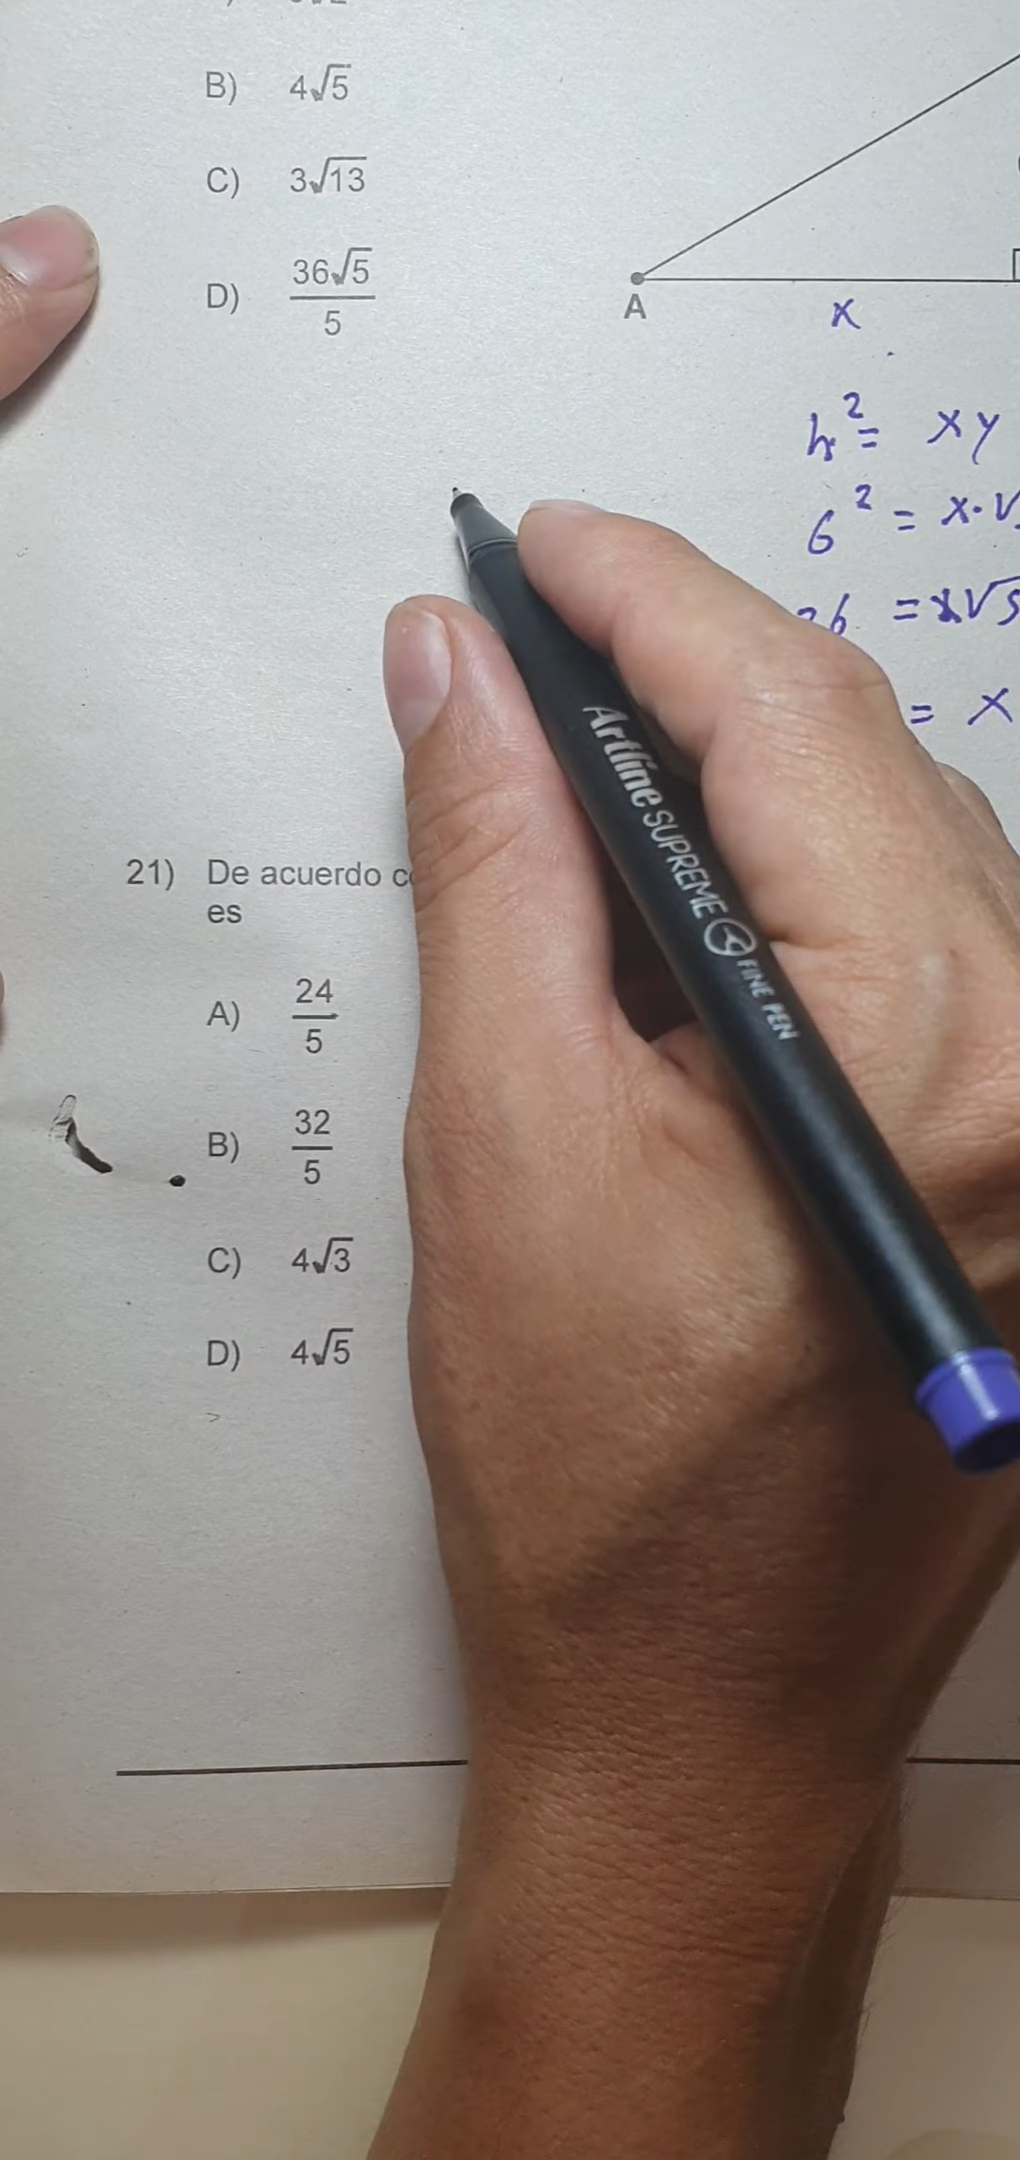 B) 4√5
C) 3√13
D) 36√5
5
A
x
h² = xy
6² = x·√
= x√5
= x
Artline SUPREME FINE PEN
21) De acuerdo
es
A) 24
5
B) 32
5
C) 4√3
D) 4√5